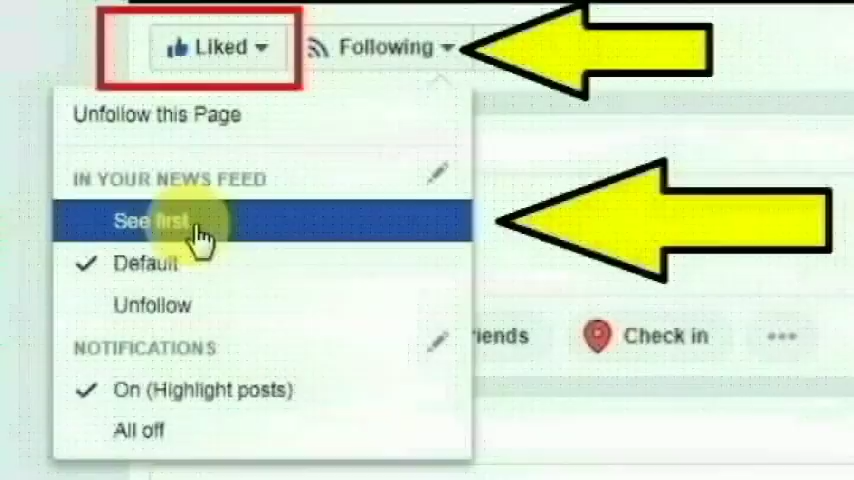 Liked Following
Unfollow this Page
IN YOUR NEWS FEED
See first
Default
Unfollow
riends Check in
NOTIFICATIONS
On (Highlight posts)
All off